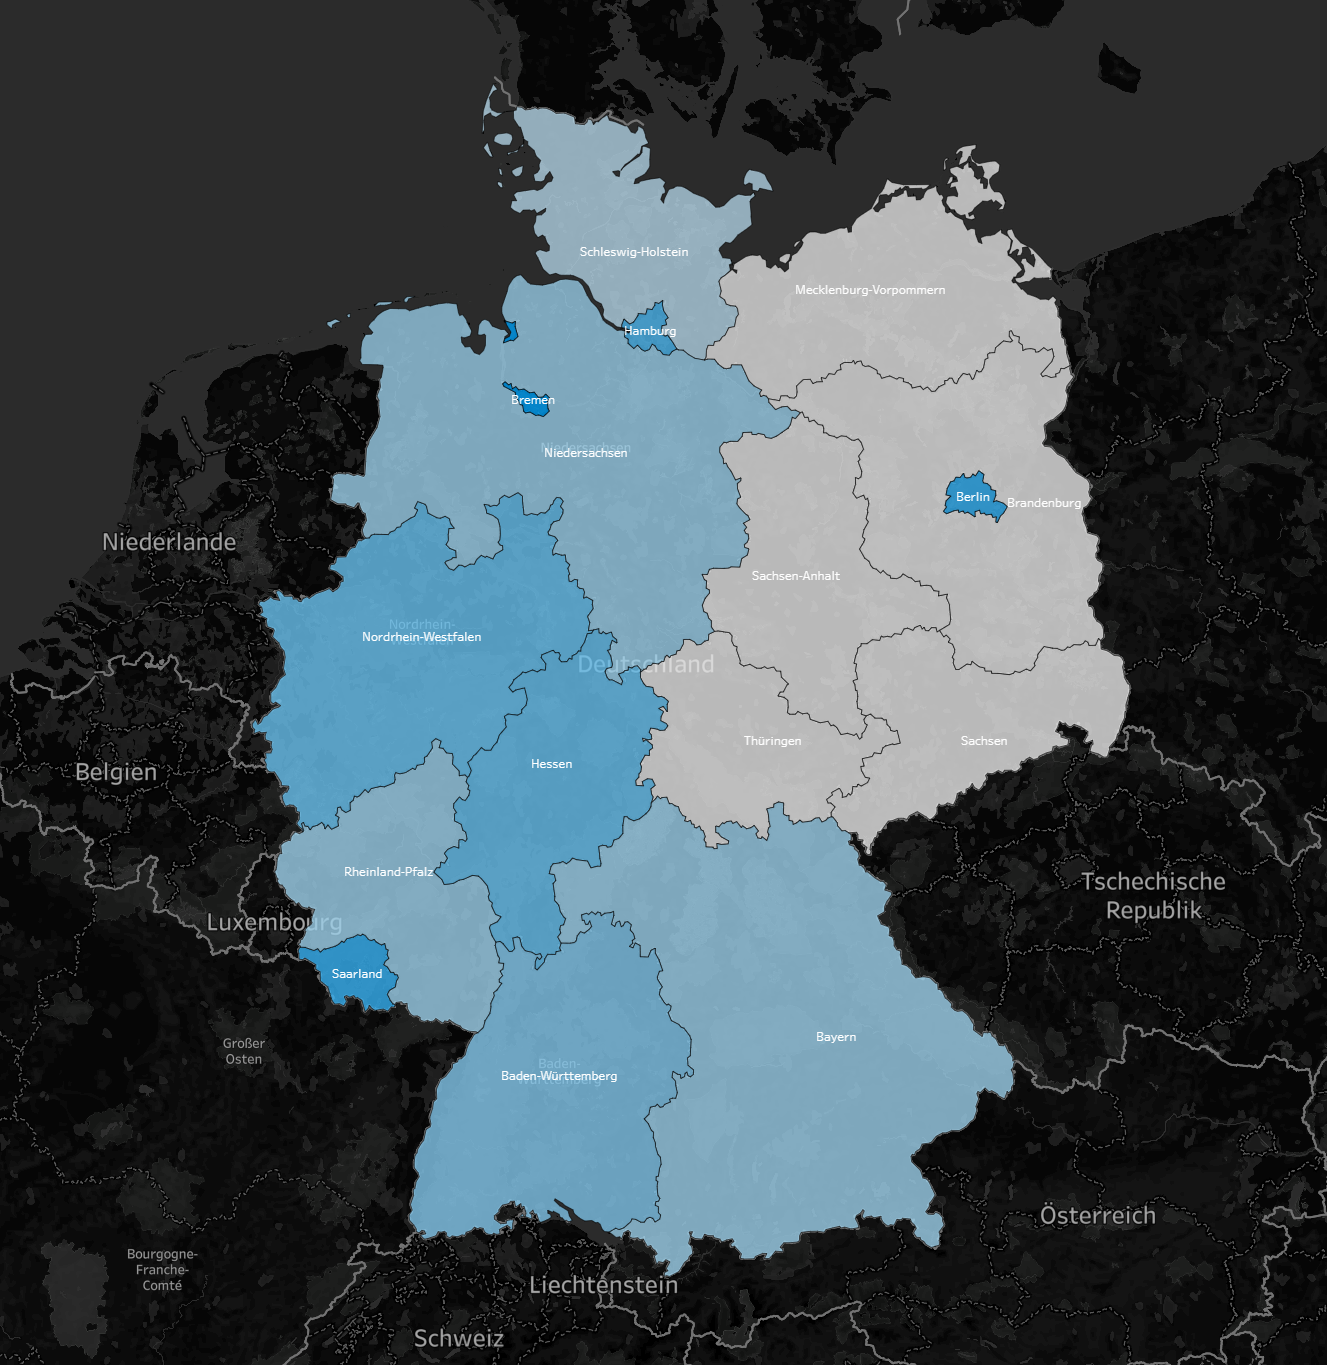 Schleswig-Holstein
Mecklenburg-Vorpommern
Hamburg
Bremen
Niedersachsen
Niedersachsen
Berlin
Brandenburg
Niederlande
Sachsen-Anhalt
Nordrhein-
Westfalen
Nordrhein-Westfalen
Deutschland
Thüringen
Sachsen
Hessen
Belgien
Rheinland-Pfalz
Tschechische
Republik
Luxembourg
Saarland
Großer
Osten
Bayern
Baden-
Württemberg
Baden-Württemberg
Österreich
Bourgogne-
Franche-
Comté
Liechtenstein
Schweiz